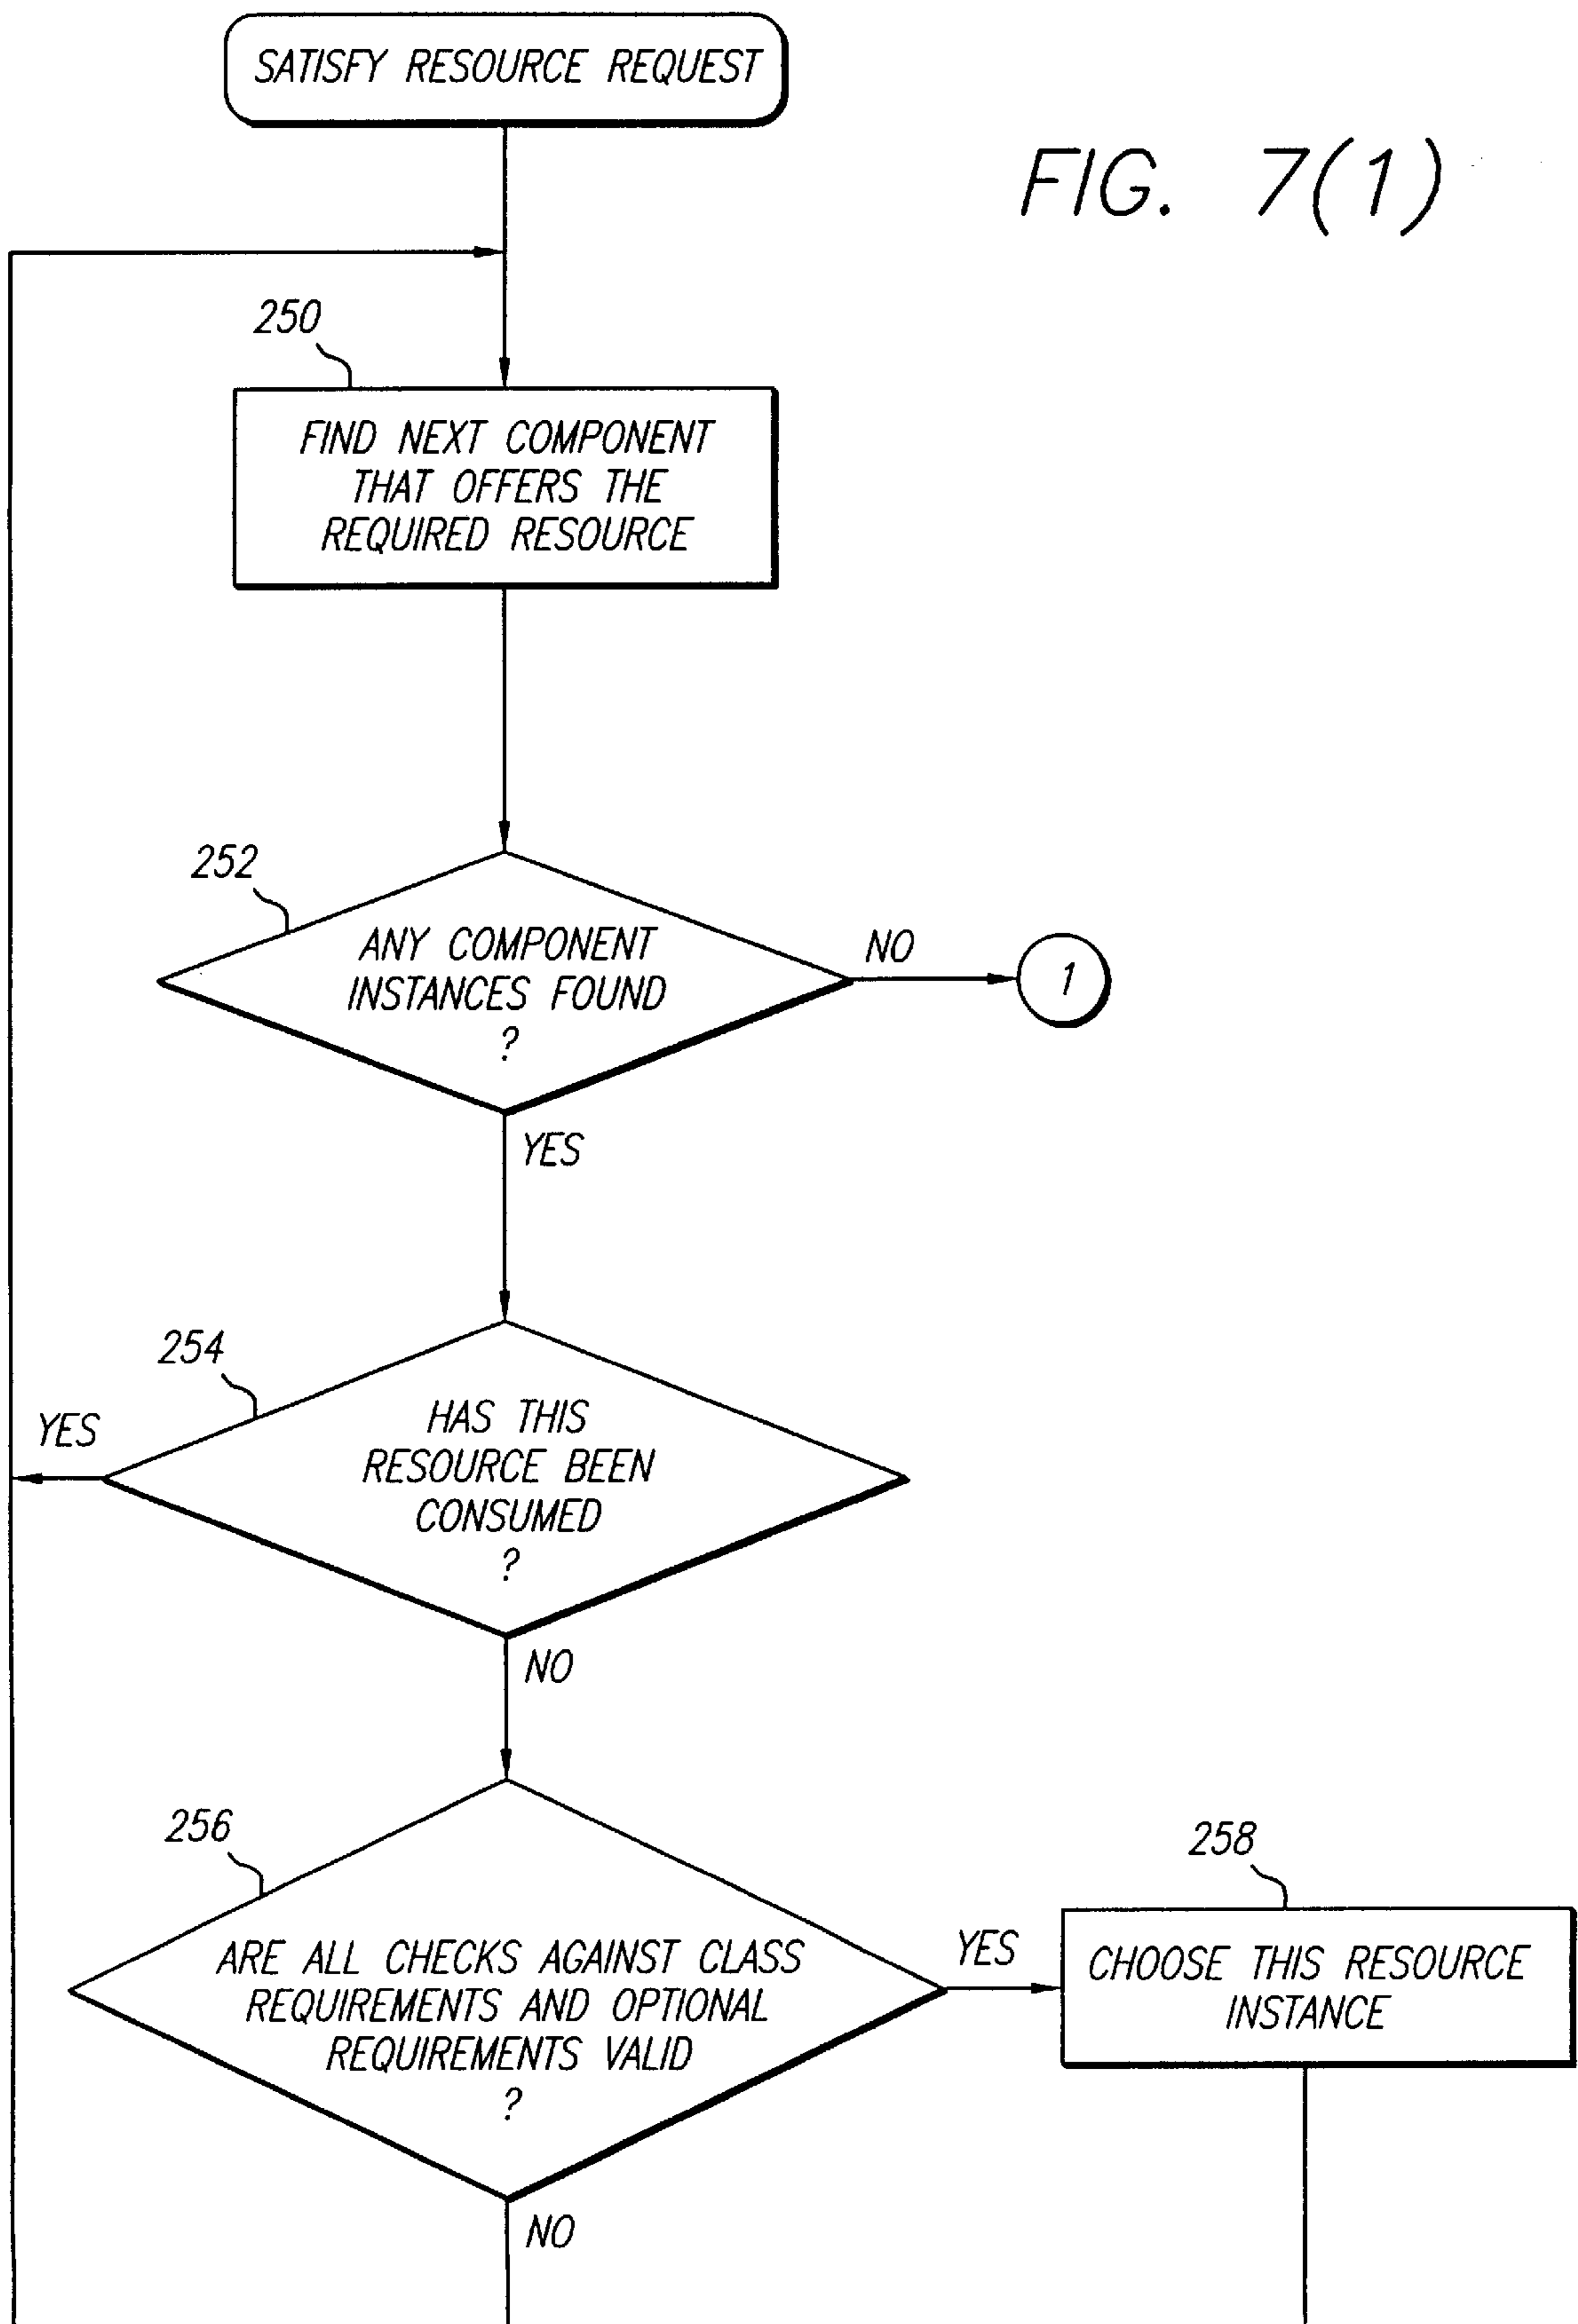 SATISFY RESOURCE REQUEST
FIG. 7(1)
250
FIND NEXT COMPONENT
THAT OFFERS THE
REQUIRED RESOURCE
252
ANY COMPONENT
INSTANCES FOUND
?
NO
1
YES
254
YES
HAS THIS
RESOURCE BEEN
CONSUMED
?
NO
256
258
ARE ALL CHECKS AGAINST CLASS
REQUIREMENTS AND OPTIONAL
REQUIREMENTS VALID
?
YES
CHOOSE THIS RESOURCE
INSTANCE
NO